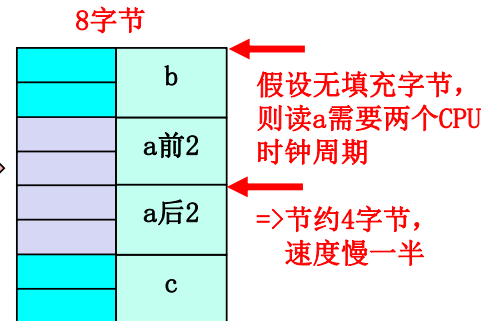 8字节
b
a前2
a后2
c
假设无填充字节,
则读a需要两个CPU
时钟周期
=>节约4字节,
速度慢一半